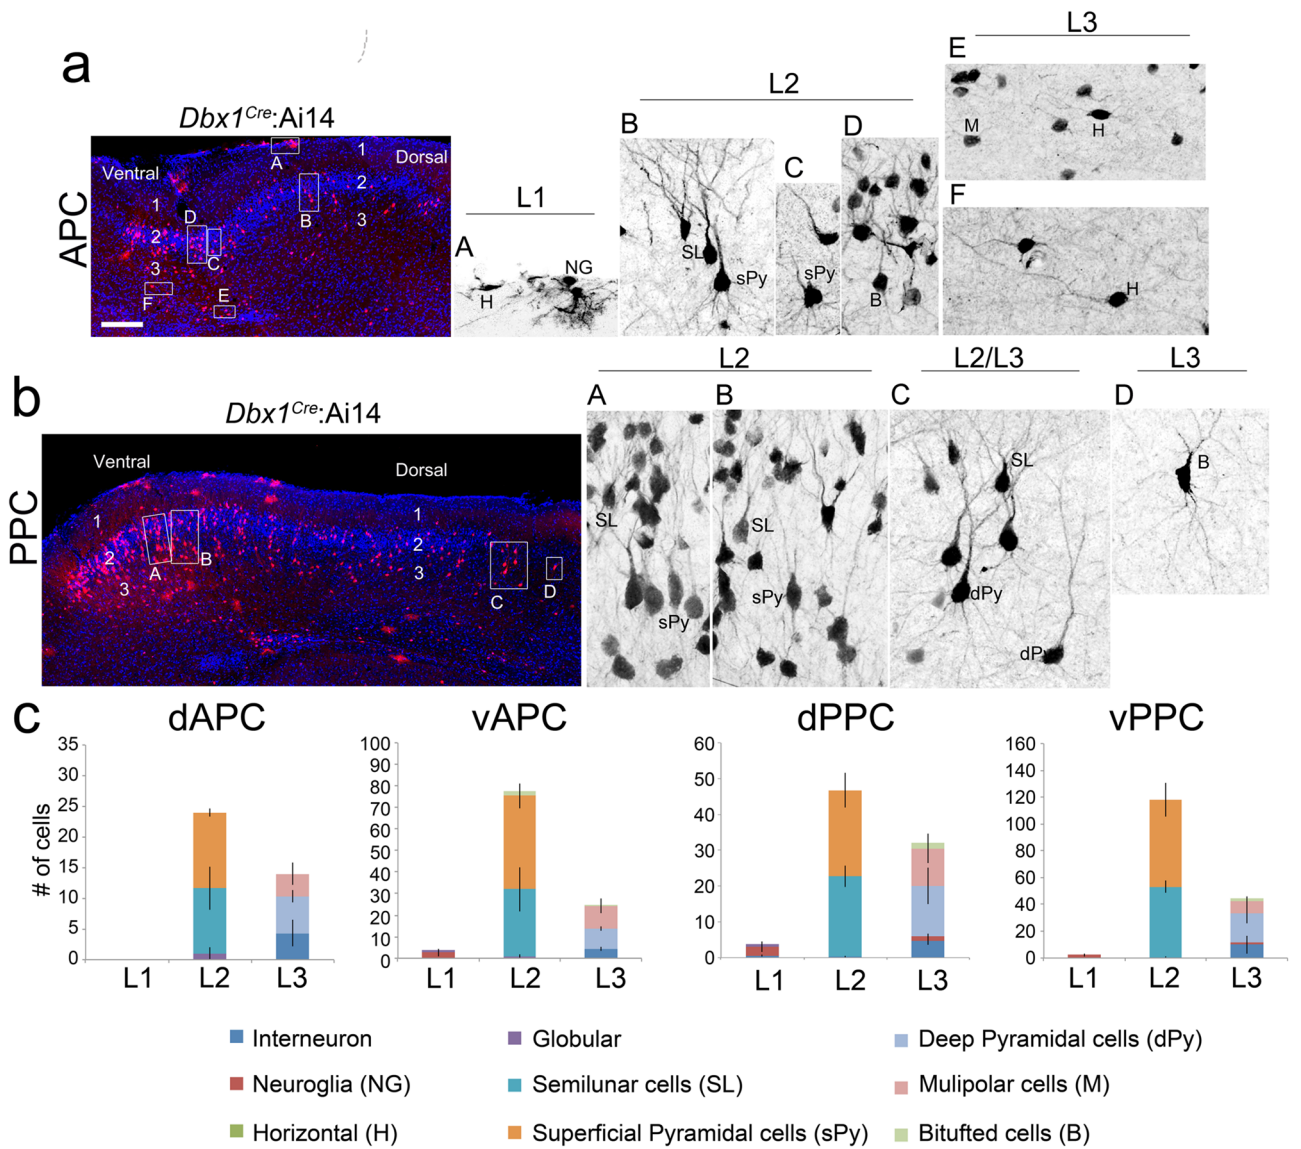 a
APC
Dbx1Cre:Ai14
Ventral
Dorsal
1
2
3
1
2
3
A
B
C
D
E
F
L1
A
H
NG
L2
B
SL
sPy
C
sPy
D
B
L3
E
M
H
F
H
b
PPC
Dbx1Cre:Ai14
Ventral
Dorsal
1
2
3
1
2
3
A
B
C
D
L2
A
SL
sPy
B
SL
sPy
L2/L3
C
SL
dPy
dPy
L3
D
B
c
# of cells
dAPC
35
30
25
20
15
10
5
0
L1 L2 L3
vAPC
100
90
80
70
60
50
40
30
20
10
0
L1 L2 L3
dPPC
60
50
40
30
20
10
0
L1 L2 L3
vPPC
160
140
120
100
80
60
40
20
0
L1 L2 L3
Interneuron
Neuroglia (NG)
Horizontal (H)
Globular
Semilunar cells (SL)
Superficial Pyramidal cells (sPy)
Deep Pyramidal cells (dPy)
Mulipolar cells (M)
Bitufted cells (B)